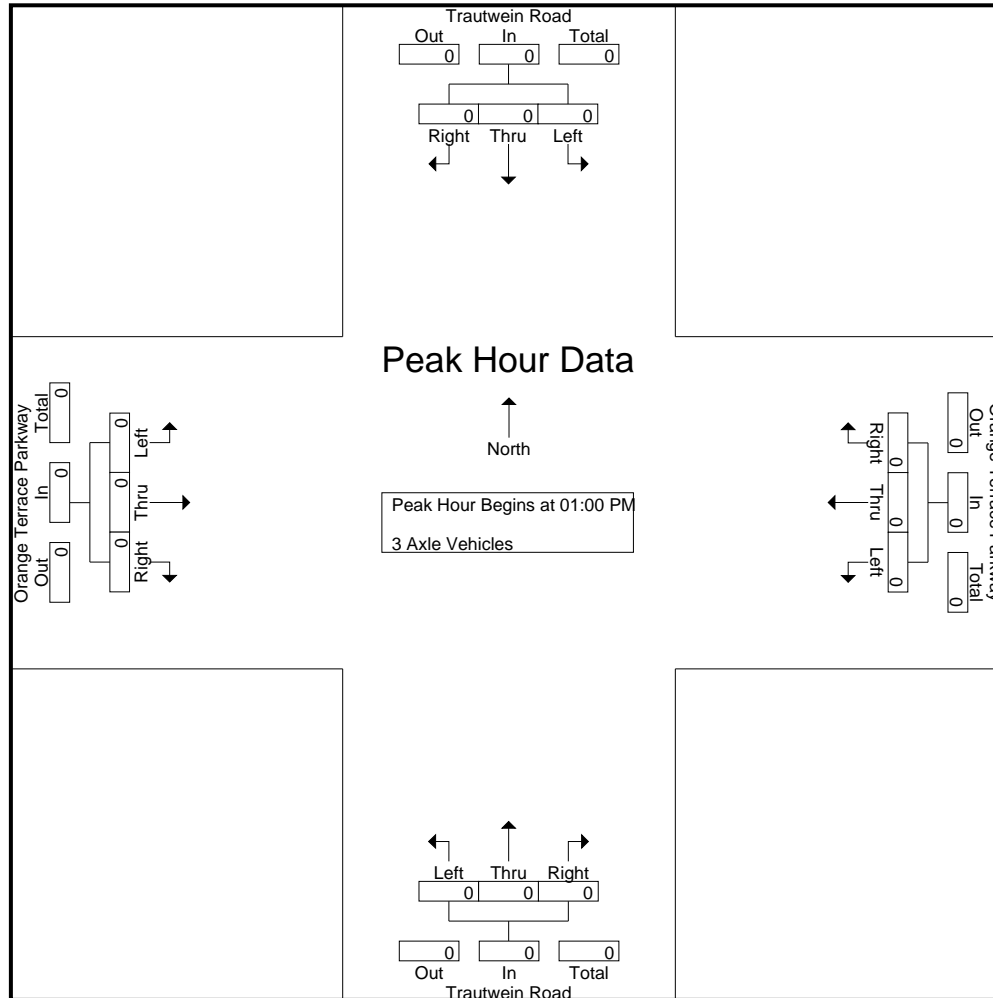 Trautwein Road
Out In Total
0 0 0
0 0 0
Right Thru Left
Peak Hour Data
North
Peak Hour Begins at 01:00 PM
3 Axle Vehicles
Orange Terrace Parkway
Out In Total
0 0 0
0 0 0
Right Thru Left
Out In Total
0 0 0
0 0 0
Right Thru Left
Left Thru Right
0 0 0
0 0 0
Out In Total
Trautwein Road